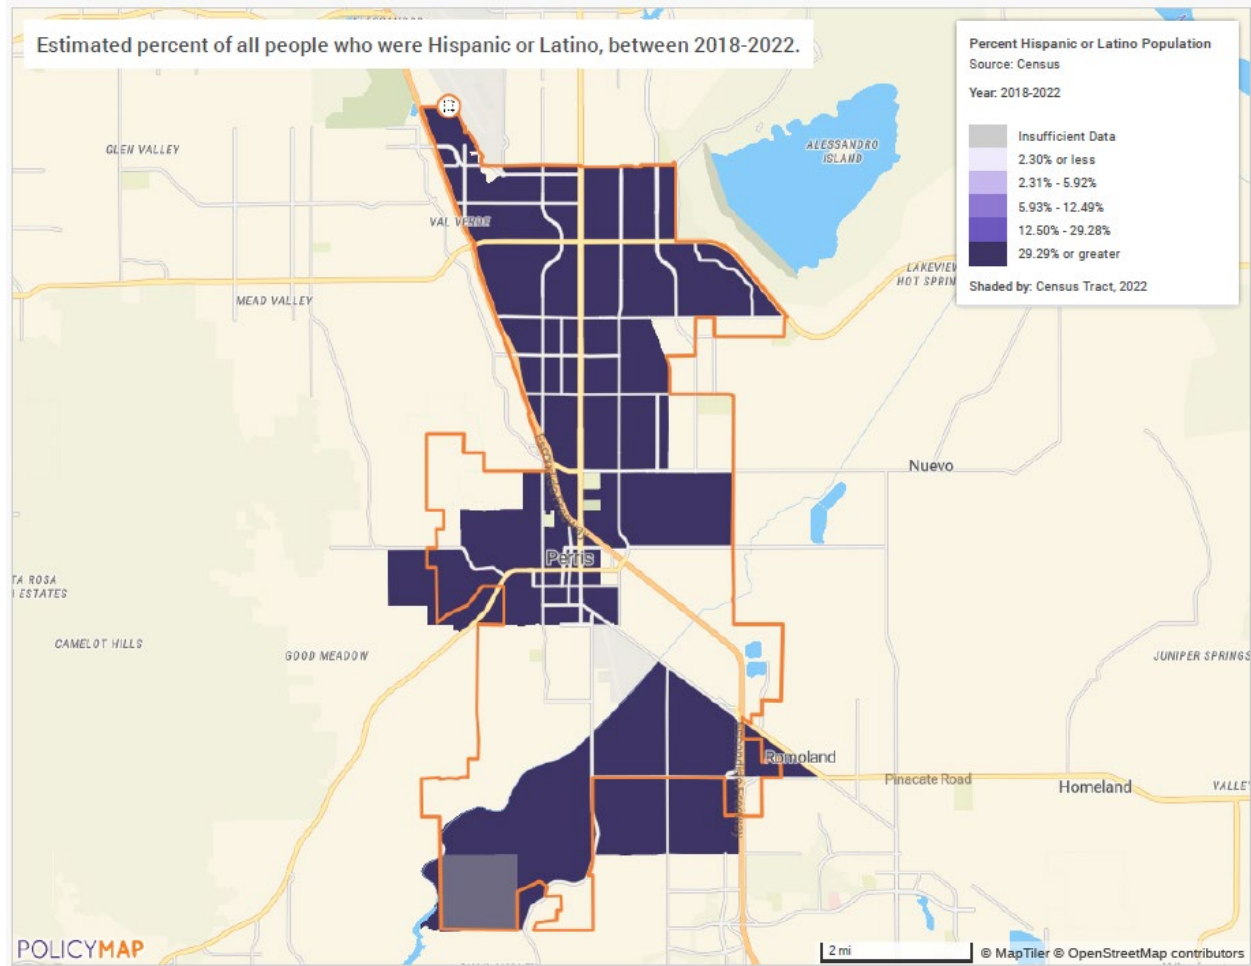 Estimated percent of all people who were Hispanic or Latino, between 2018-2022.
Percent Hispanic or Latino Population
Source: Census
Year: 2018-2022
Insufficient Data
2.30% or less
2.31% - 5.92%
5.93% - 12.49%
12.50% - 29.28%
29.29% or greater
Shaded by: Census Tract, 2022
GLEN VALLEY
ALESSANDRO
ISLAND
VAL VERDE
LAKEVIEW
HOT SPRIN
MEAD VALLEY
Nuevo
Perris
TA ROSA
ESTATES
CAMELOT HILLS
GOOD MEADOW
JUNIPER SPRINGS
Romoland
Pinacate Road
Homeland
VALLE
POLICYMAP
2 mi
© MapTiler © OpenStreetMap contributors